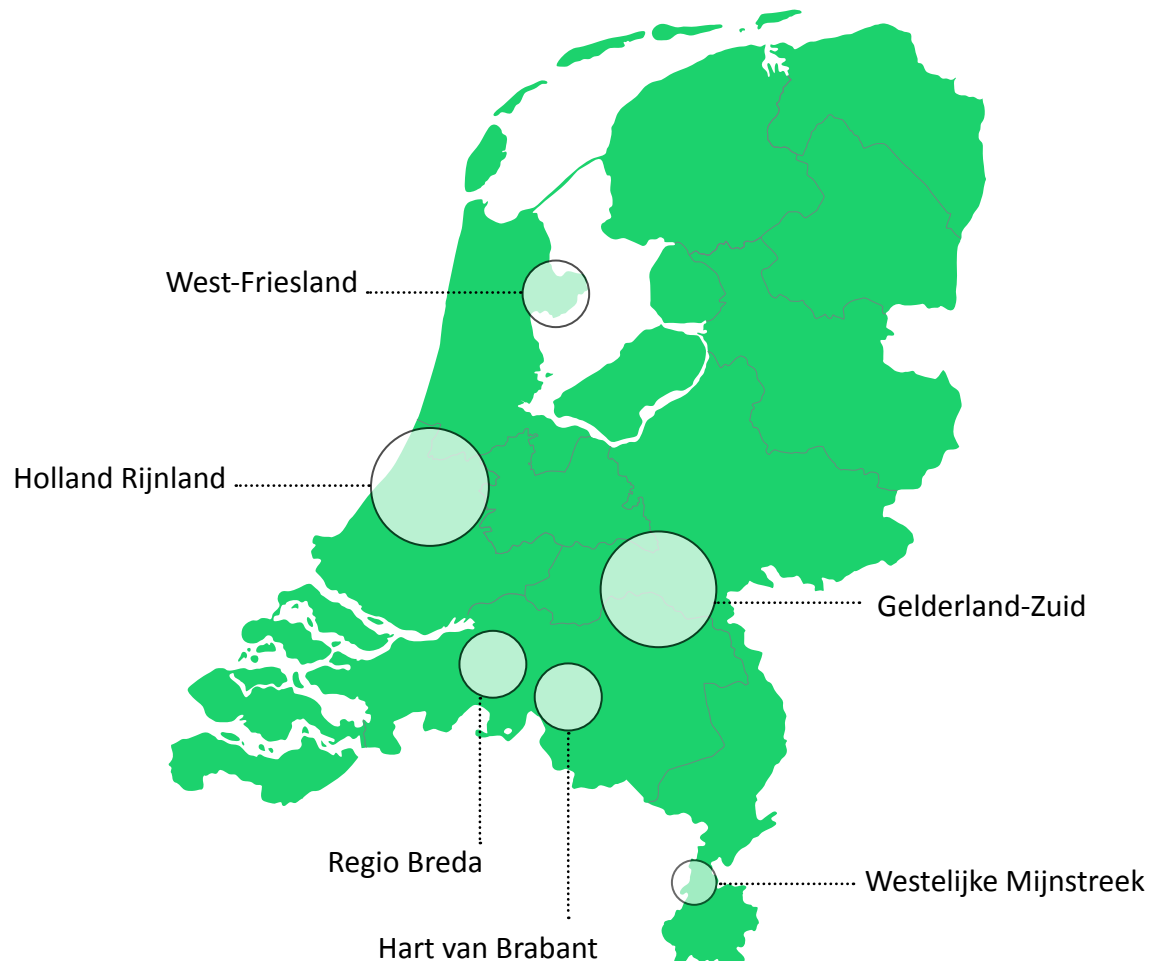 West-Friesland
Holland Rijnland
Gelderland-Zuid
Regio Breda
Westelijke Mijnstreek
Hart van Brabant